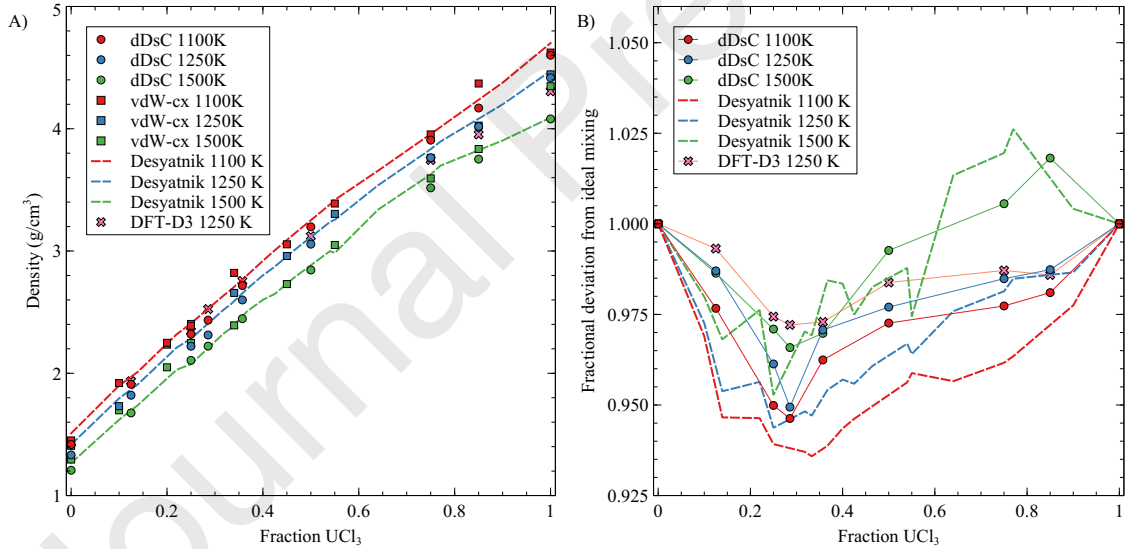 A)
5
4
3
2
1
Density (g/cm³)
0
0.2
0.4
0.6
0.8
1
Fraction UCl₃
dDsC 1100K
dDsC 1250K
dDsC 1500K
vdW-cx 1100K
vdW-cx 1250K
vdW-cx 1500K
Desyatnik 1100 K
Desyatnik 1250 K
Desyatnik 1500 K
DFT-D3 1250 K
B)
1.050
1.025
1.000
0.975
0.950
0.925
Fractional deviation from ideal mixing
0
0.2
0.4
0.6
0.8
1
Fraction UCl₃
dDsC 1100K
dDsC 1250K
dDsC 1500K
Desyatnik 1100 K
Desyatnik 1250 K
Desyatnik 1500 K
DFT-D3 1250 K
Journal Pre